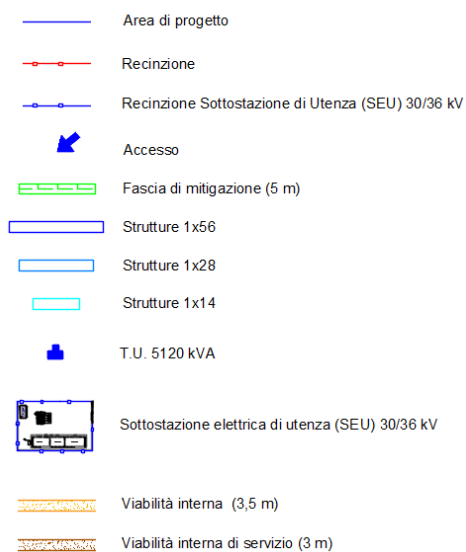 Area di progetto
Recinzione
Recinzione Sottostazione di Utenza (SEU) 30/36 kV
Accesso
Fascia di mitigazione (5 m)
Strutture 1x56
Strutture 1x28
Strutture 1x14
T.U. 5120 kVA
Sottostazione elettrica di utenza (SEU) 30/36 kV
Viabilità interna (3,5 m)
Viabilità interna di servizio (3 m)